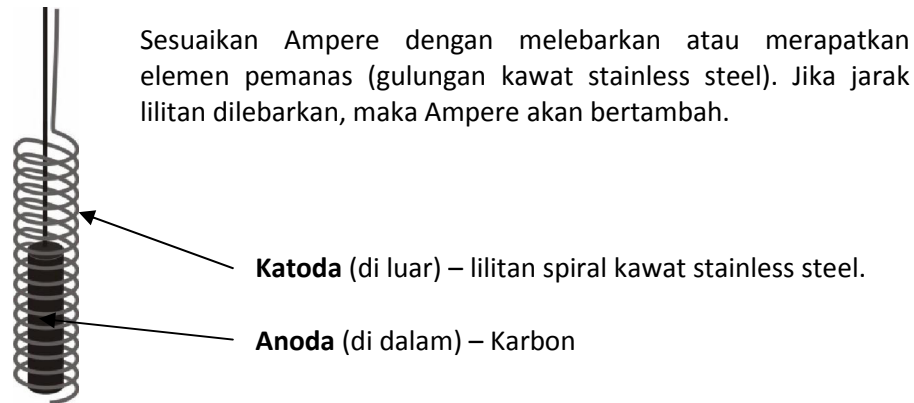 Sesuaikan Ampere dengan melebarkan atau merapatkan
elemen pemanas (gulungan kawat stainless steel). Jika jarak
lilitan dilebarkan, maka Ampere akan bertambah.
Katoda (di luar) – lilitan spiral kawat stainless steel.
Anoda (di dalam) – Karbon